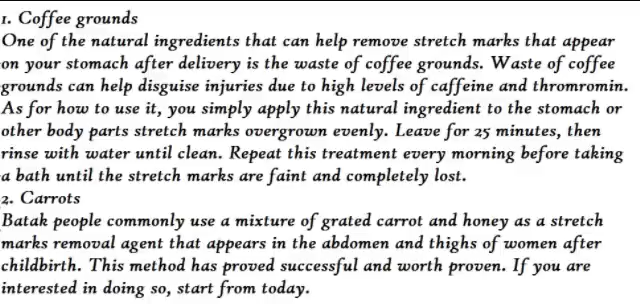 1. Coffee grounds
One of the natural ingredients that can help remove stretch marks that appear
on your stomach after delivery is the waste of coffee grounds. Waste of coffee
grounds can help disguise injuries due to high levels of caffeine and thromromin.
As for how to use it, you simply apply this natural ingredient to the stomach or
other body parts stretch marks overgrown evenly. Leave for 25 minutes, then
rinse with water until clean. Repeat this treatment every morning before taking
a bath until the stretch marks are faint and completely lost.
2. Carrots
Batak people commonly use a mixture of grated carrot and honey as a stretch
marks removal agent that appears in the abdomen and thighs of women after
childbirth. This method has proved successful and worth proven. If you are
interested in doing so, start from today.